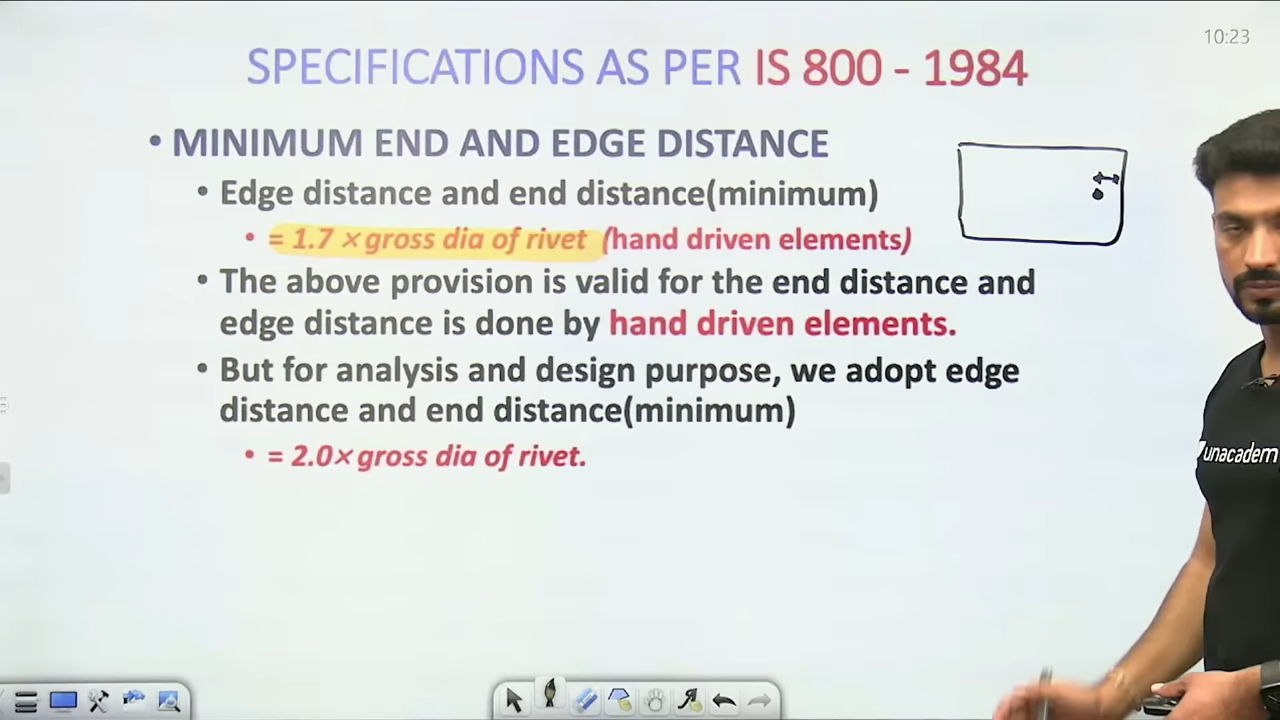 10:23
SPECIFICATIONS AS PER IS 800 - 1984
• MINIMUM END AND EDGE DISTANCE
• Edge distance and end distance(minimum)
• = 1.7 × gross dia of rivet (hand driven elements)
• The above provision is valid for the end distance and
edge distance is done by hand driven elements.
• But for analysis and design purpose, we adopt edge
distance and end distance(minimum)
• = 2.0× gross dia of rivet.
unacadem